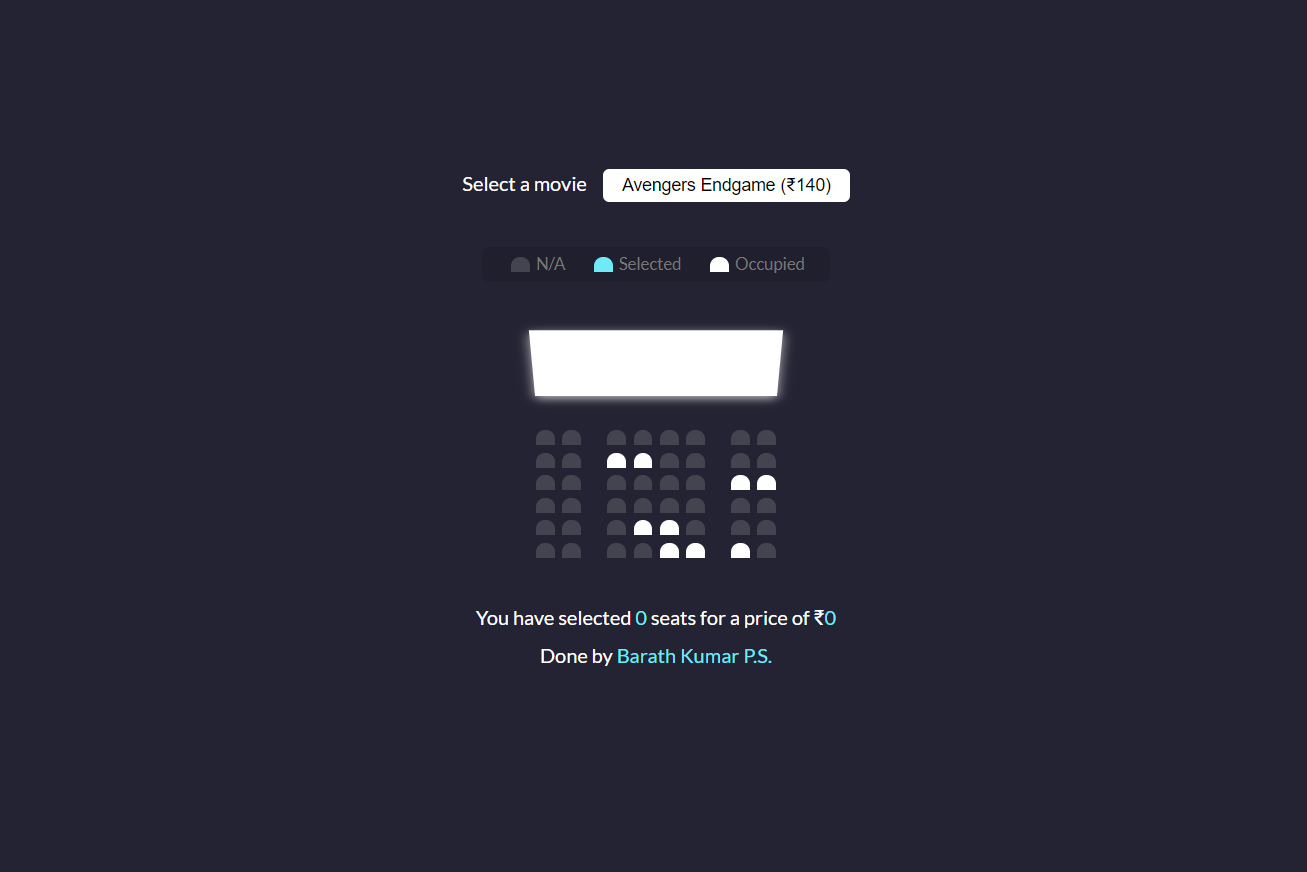 Select a movie Avengers Endgame (₹140)
N/A Selected Occupied
You have selected 0 seats for a price of ₹0
Done by Barath Kumar P.S.